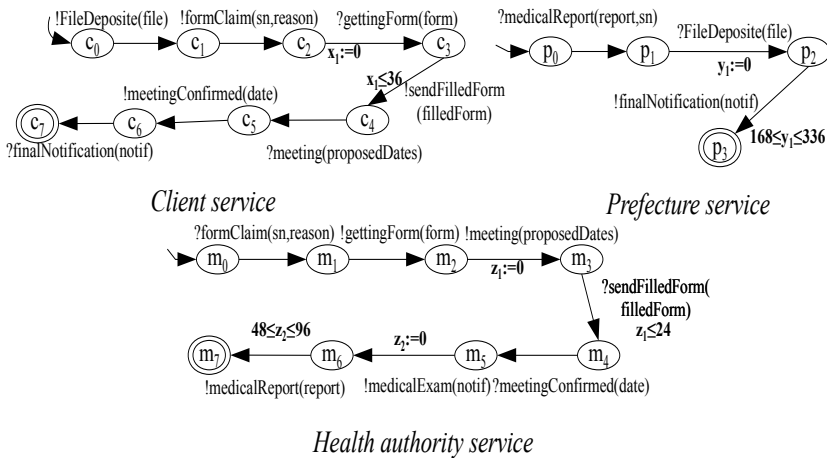 !FileDeposite(file)
!formClaim(sn,reason)
?gettingForm(form)
c0
c1
c2
x1:=0
c3
x1≤36
!sendFilledForm
(filledForm)
!meetingConfirmed(date)
c7
c6
c5
c4
?finalNotification(notif)
?meeting(proposedDates)
Client service
?medicalReport(report,sn)
?FileDeposite(file)
p0
p1
y1:=0
p2
!finalNotification(notif)
p3
168≤y1≤336
Prefecture service
?formClaim(sn,reason)
!gettingForm(form)
!meeting(proposedDates)
m0
m1
m2
z1:=0
m3
?sendFilledForm(
filledForm)
z1≤24
48≤z2≤96
z2:=0
m7
m6
m5
m4
!medicalReport(report)
!medicalExam(notif)
?meetingConfirmed(date)
Health authority service